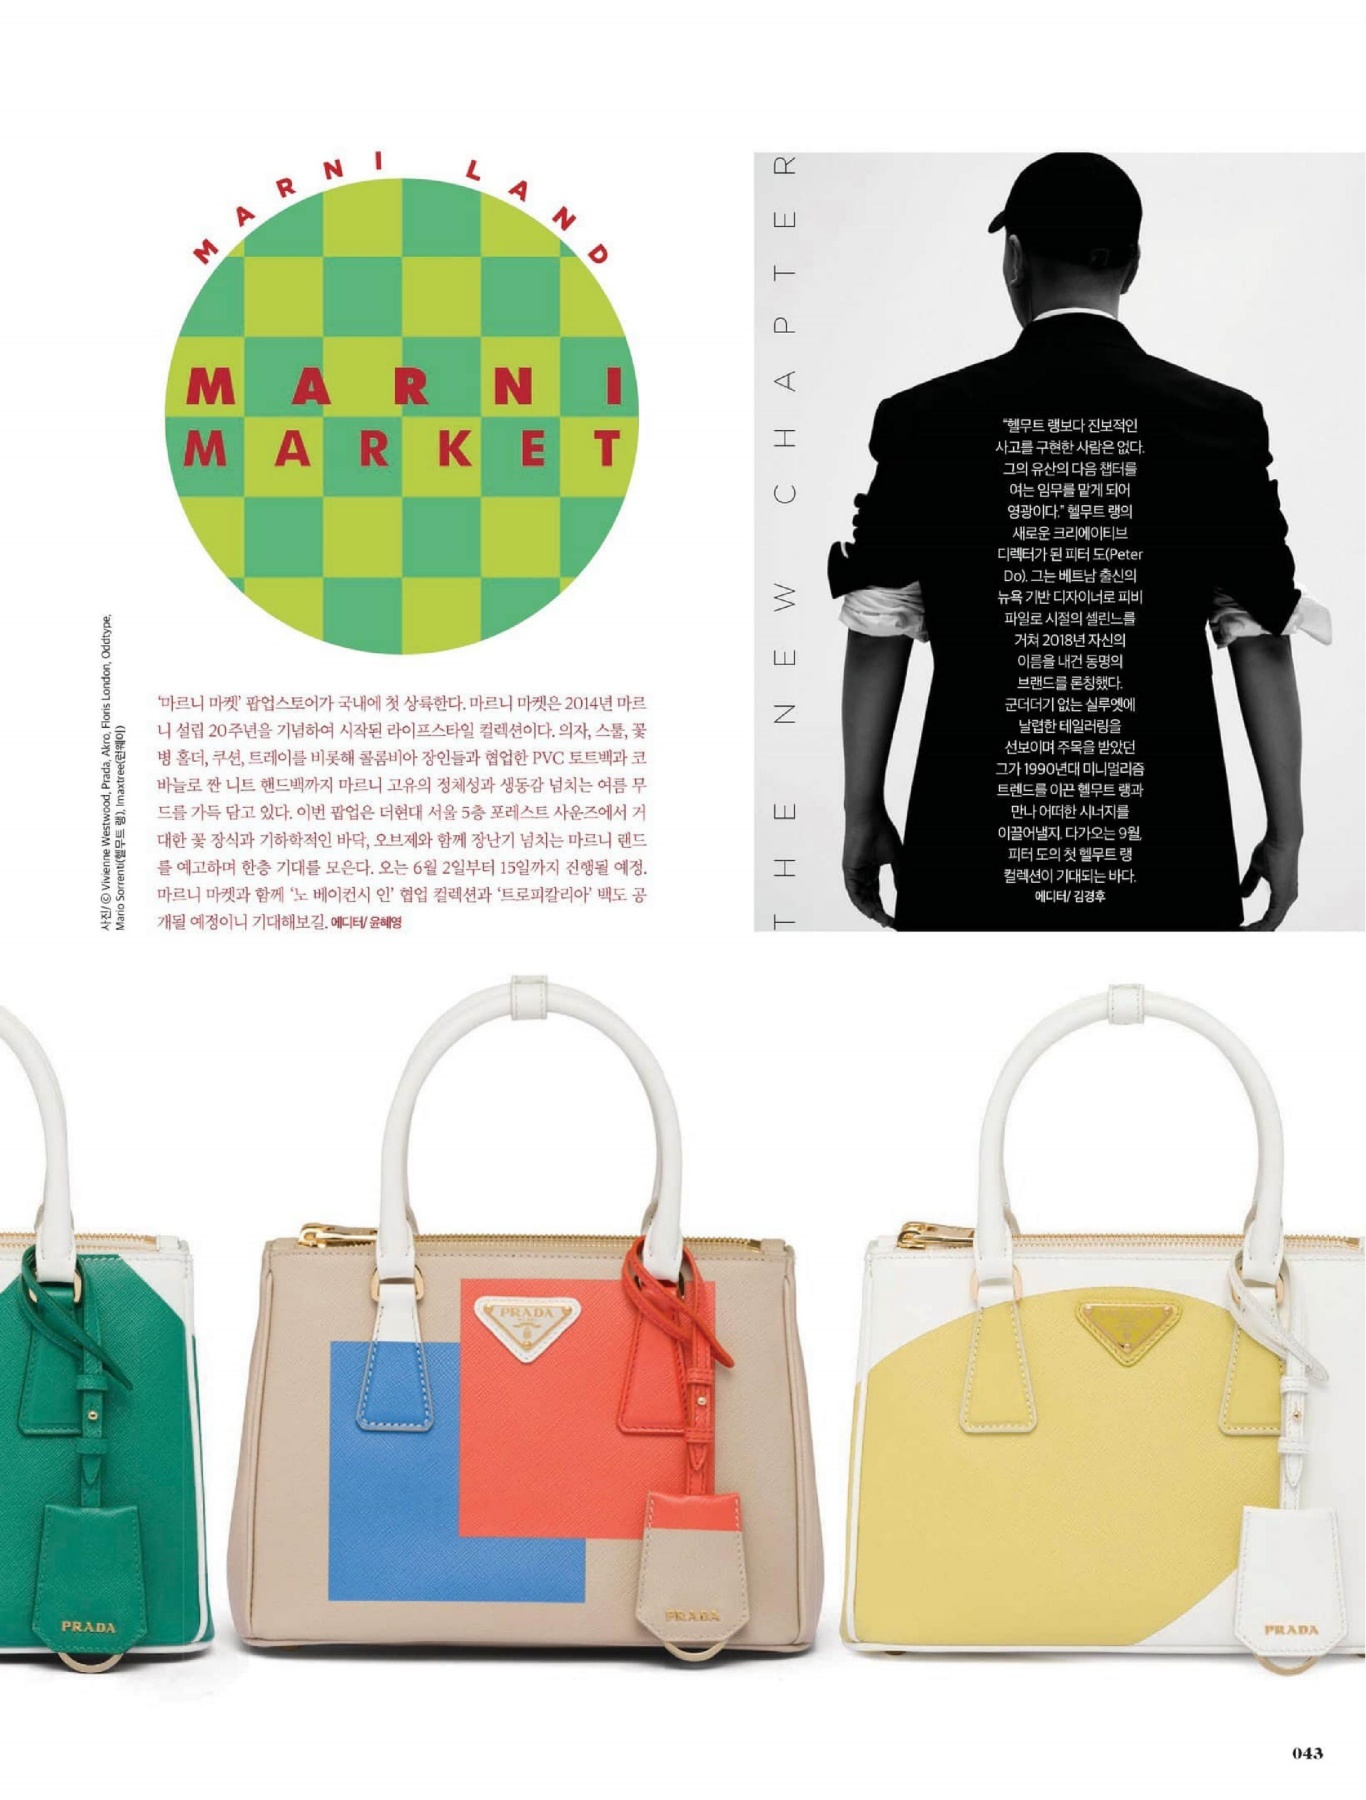 MARNI LAND
MARNI
MARKET
‘마르니 마켓’ 팝업스토어가 국내에 첫 상륙한다. 마르니 마켓은 2014년 마르
니 설립 20주년을 기념하여 시작된 라이프스타일 컬렉션이다. 의자, 스툴, 꽃
병 홀더, 쿠션, 트레이를 비롯해 콜롬비아 장인들과 협업한 PVC 토트백과 코
바늘로 짠 니트 핸드백까지 마르니 고유의 정체성과 생동감 넘치는 여름 무
드를 가득 담고 있다. 이번 팝업은 더현대 서울 5층 포레스트 사운즈에서 거
대한 꽃 장식과 기하학적인 바닥, 오브제와 함께 장난기 넘치는 마르니 랜드
를 예고하며 한층 기대를 모은다. 오는 6월 2일부터 15일까지 진행될 예정.
마르니 마켓과 함께 ‘노 베이컨시 인’ 협업 컬렉션과 ‘트로피칼리아’ 백도 공
개될 예정이니 기대해보길. 에디터/ 윤혜영
사진/ ⓒ Vivienne Westwood, Prada, Akro, Floris London, Oddtype,
Mario Sorrenti(헬무트 랭), Imaxtree(런웨이)
THE NEW CHAPTER
“헬무트 랭보다 진보적인
사고를 구현한 사람은 없다.
그의 유산의 다음 챕터를
여는 임무를 맡게 되어
영광이다.” 헬무트 랭의
새로운 크리에이티브
디렉터가 된 피터 도(Peter
Do). 그는 베트남 출신의
뉴욕 기반 디자이너로 피비
파일로 시절의 셀린느를
거쳐 2018년 자신의
이름을 내건 동명의
브랜드를 론칭했다.
군더더기 없는 실루엣에
날렵한 테일러링을
선보이며 주목을 받았던
그가 1990년대 미니멀리즘
트렌드를 이끈 헬무트 랭과
만나 어떠한 시너지를
이끌어낼지. 다가오는 9월,
피터 도의 첫 헬무트 랭
컬렉션이 기대되는 바다.
에디터/ 김경후
PRADA
PRADA
PRADA
PRADA
043